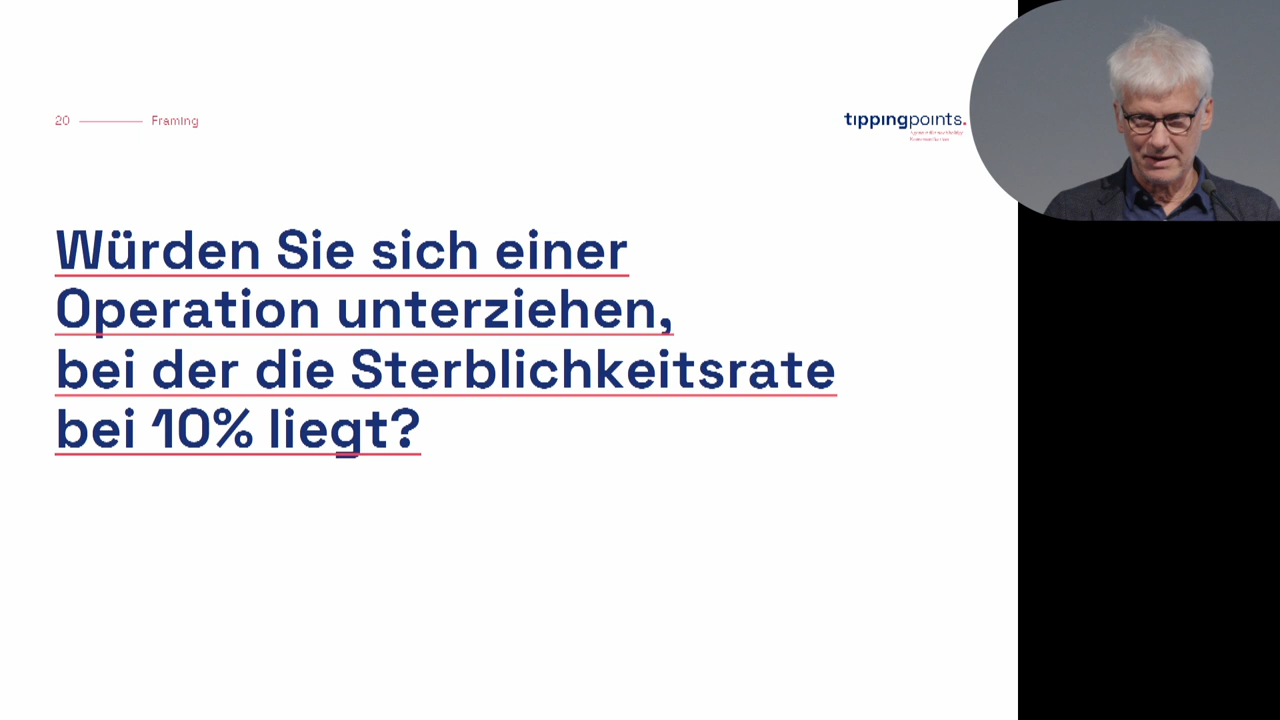 20 Framing
tippingpoints.
Würden Sie sich einer
Operation unterziehen,
bei der die Sterblichkeitsrate
bei 10% liegt?